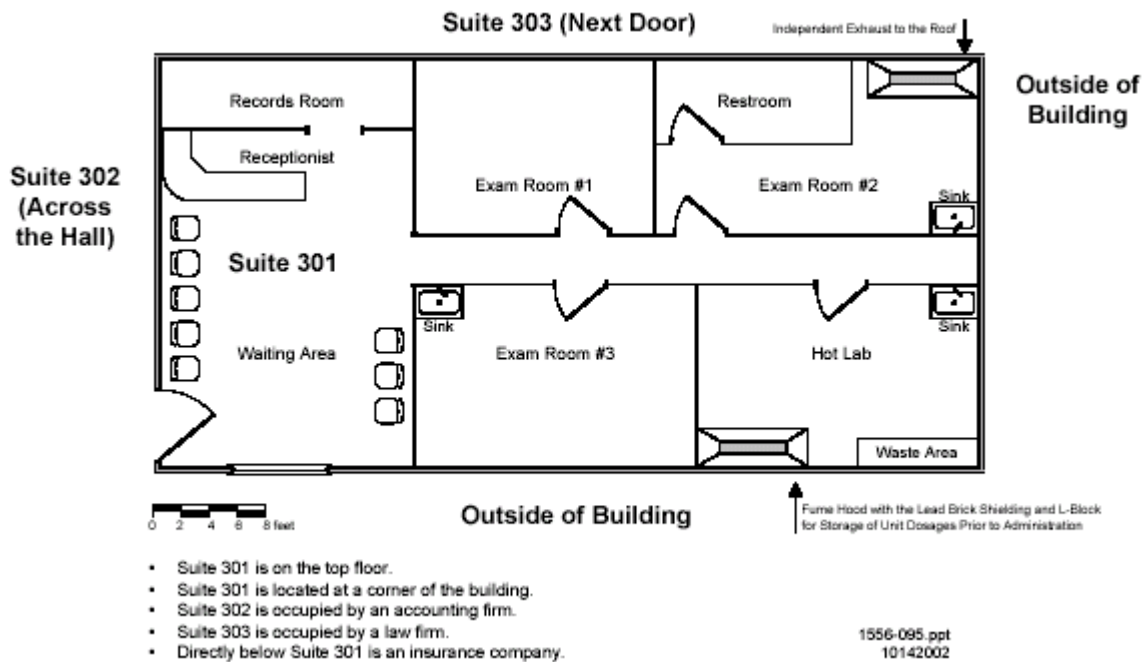 Suite 303 (Next Door)
Independent Exhaust to the Roof
Outside of
Building
Records Room
Restroom
Receptionist
Suite 302
(Across
the Hall)
Exam Room #1
Exam Room #2
Sink
Suite 301
Sink
Sink
Waiting Area
Exam Room #3
Hot Lab
Waste Area
0 2 4 6 8 feet
Outside of Building
Fume Hood with the Lead Brick Shielding and L-Block
for Storage of Unit Dosages Prior to Administration
• Suite 301 is on the top floor.
• Suite 301 is located at a corner of the building.
• Suite 302 is occupied by an accounting firm.
• Suite 303 is occupied by a law firm.
• Directly below Suite 301 is an insurance company.
1556-095.ppt
10142002